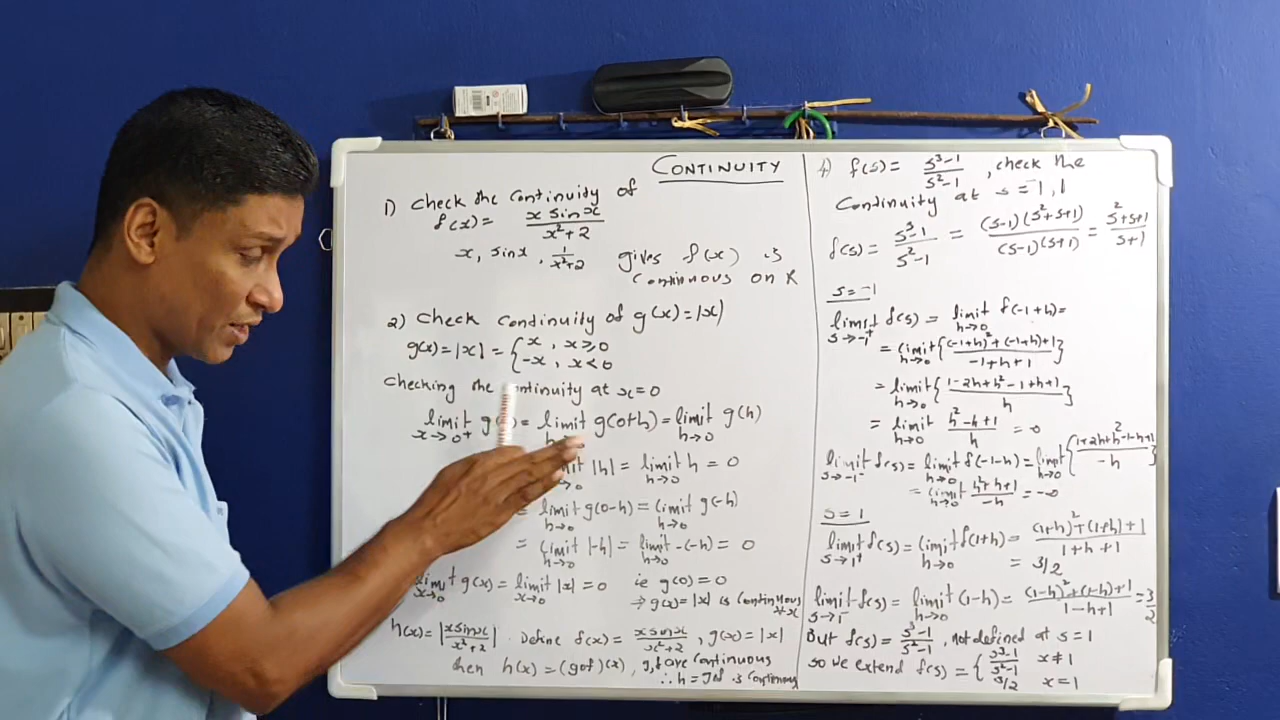 CONTINUITY
1) Check the Continuity of
f(x) = x sin x / x²+2
x, sin x, 1/x²+2 gives f(x) is
Continuous on R
2) Check Continuity of g(x) = |x|
g(x) = |x| = { x, x ≥ 0
-x, x < 0
Checking the continuity at x = 0
limit x→0+ g( = limit g(0+h) = limit h→0 g(h)
|h| = limit h→0 h = 0
= limit h→0 g(0-h) = limit h→0 g(-h)
= limit h→0 |-h| = limit h→0 -(-h) = 0
limit x→0 g(x) = limit x→0 |x| = 0 ie g(0) = 0
⇒ g(x) = |x| is continuous ∀x
h(x) = |x sin x / x²+2| . Define f(x) = x sin x / x²+2, g(x) = |x|
then h(x) = (gof)(x), g, f are Continuous
∴ h = gof is Continuous
4) f(s) = s³-1 / s²-1, check the
Continuity at s = -1, 1
f(s) = s³-1 / s²-1 = (s-1)(s²+s+1) / (s-1)(s+1) = s²+s+1 / s+1
s = -1
limit s→-1+ f(s) = limit h→0 f(-1+h) =
= limit h→0 { (-1+h)² + (-1+h)+1 / -1+h+1 }
= limit h→0 { 1-2h+h²-1+h+1 / h }
= limit h→0 h²-h+1 / h = ∞
limit s→-1- f(s) = limit h→0 f(-1-h) = limit h→0 { 1+2h+h²-1-h+1 / -h }
= limit h→0 h²+h+1 / -h = -∞
s = 1
limit s→1+ f(s) = limit h→0 f(1+h) = (1+h)²+(1+h)+1 / 1+h+1
= 3/2
limit s→1- f(s) = limit h→0 (1-h) = (1-h)²+(1-h)+1 / 1-h+1 = 3/2
But f(s) = s³-1 / s²-1, not defined at s = 1
so we extend f(s) = { s³-1 / s²-1 x ≠ 1
3/2 x = 1